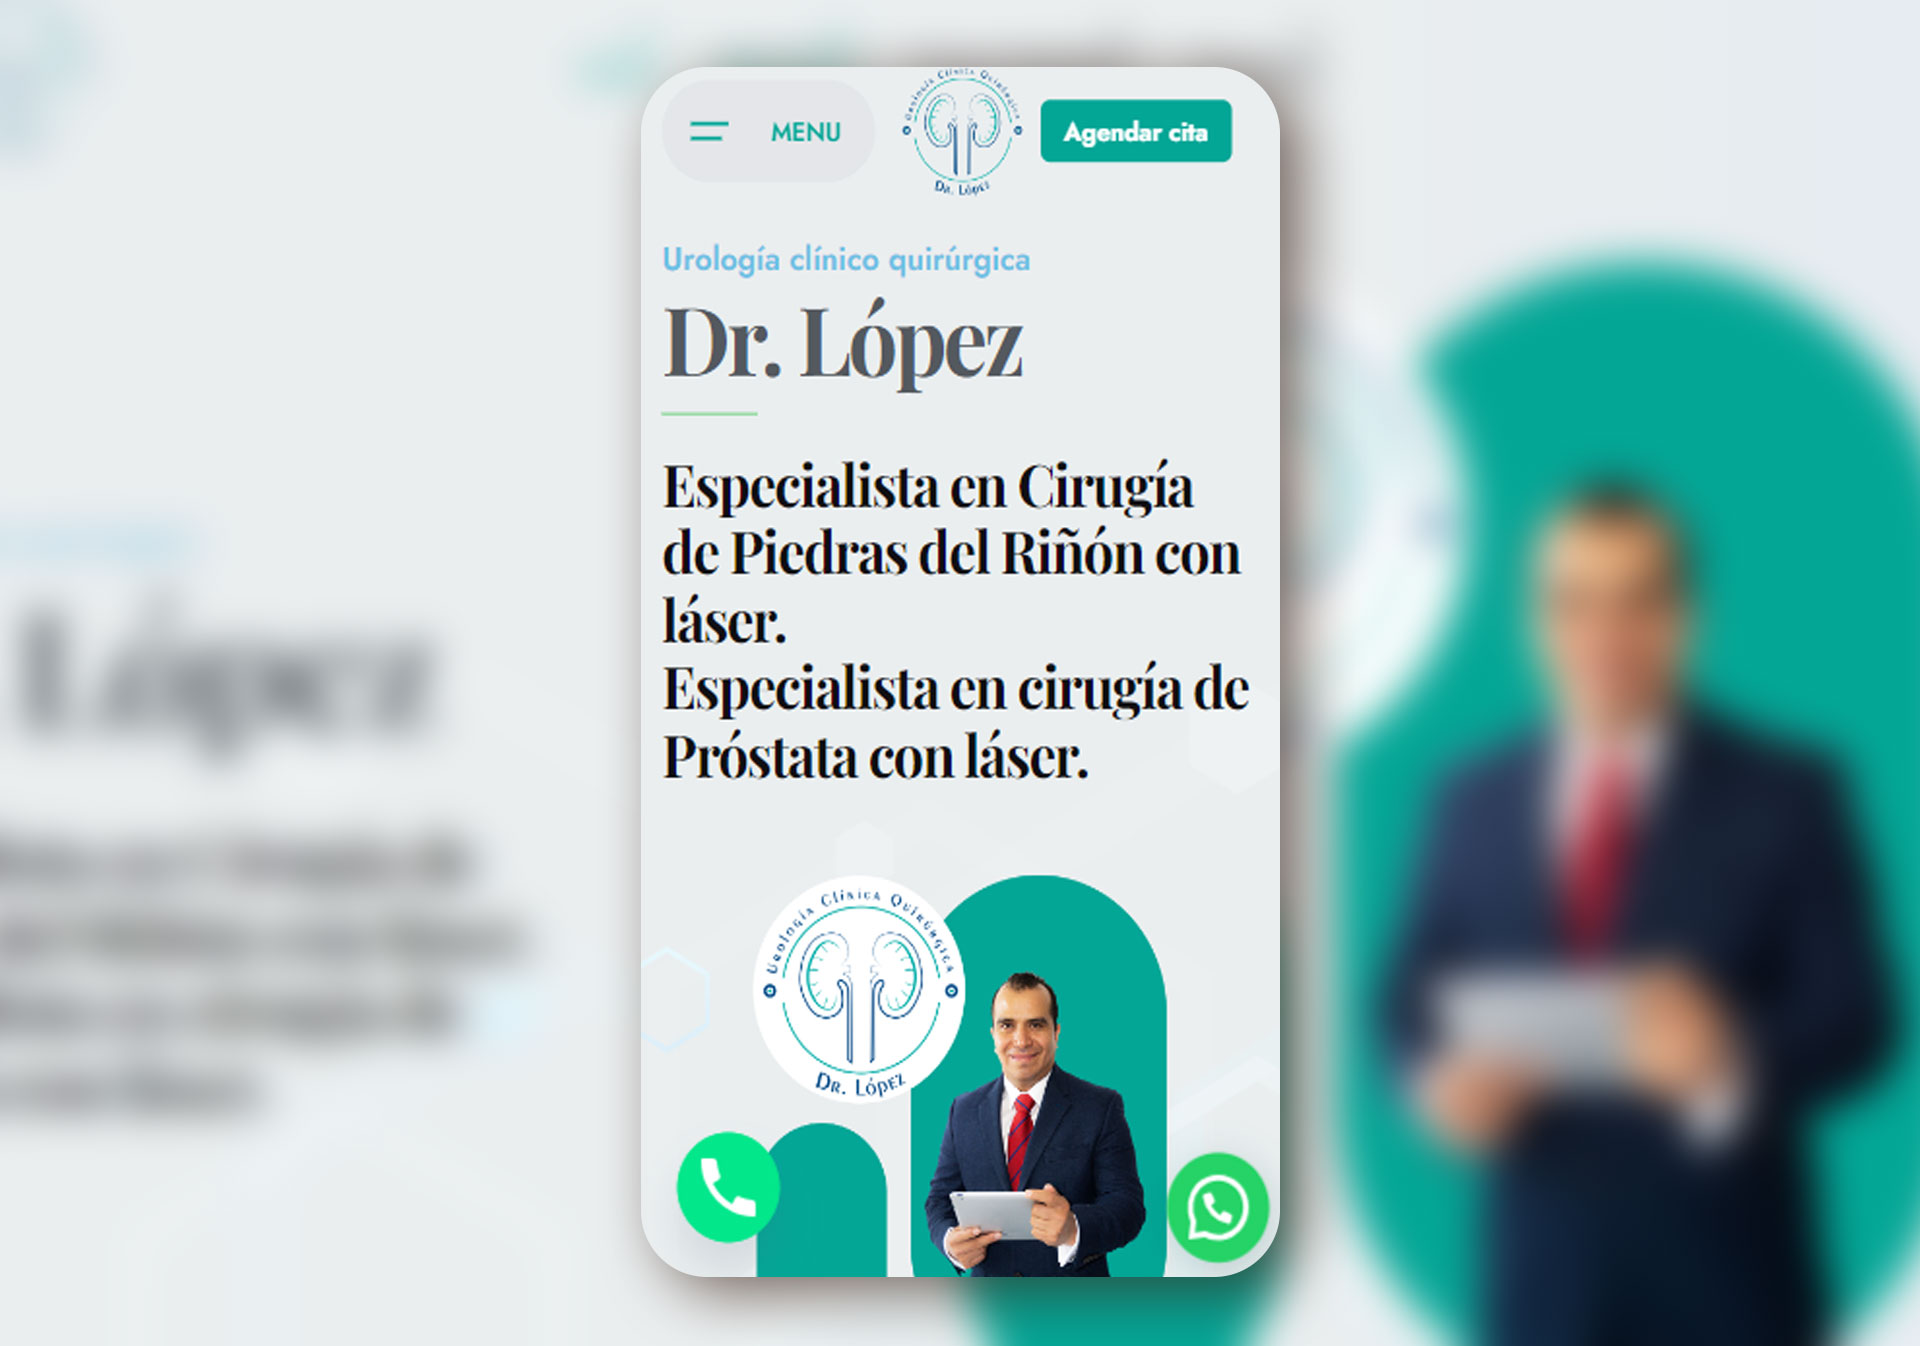 MENU
Urología Clínica Quirúrgica
Dr. López
Agendar cita
Urología clínico quirúrgica
Dr. López
Especialista en Cirugía
de Piedras del Riñón con
láser.
Especialista en cirugía de
Próstata con láser.
Urología Clínica Quirúrgica
Dr. López
López